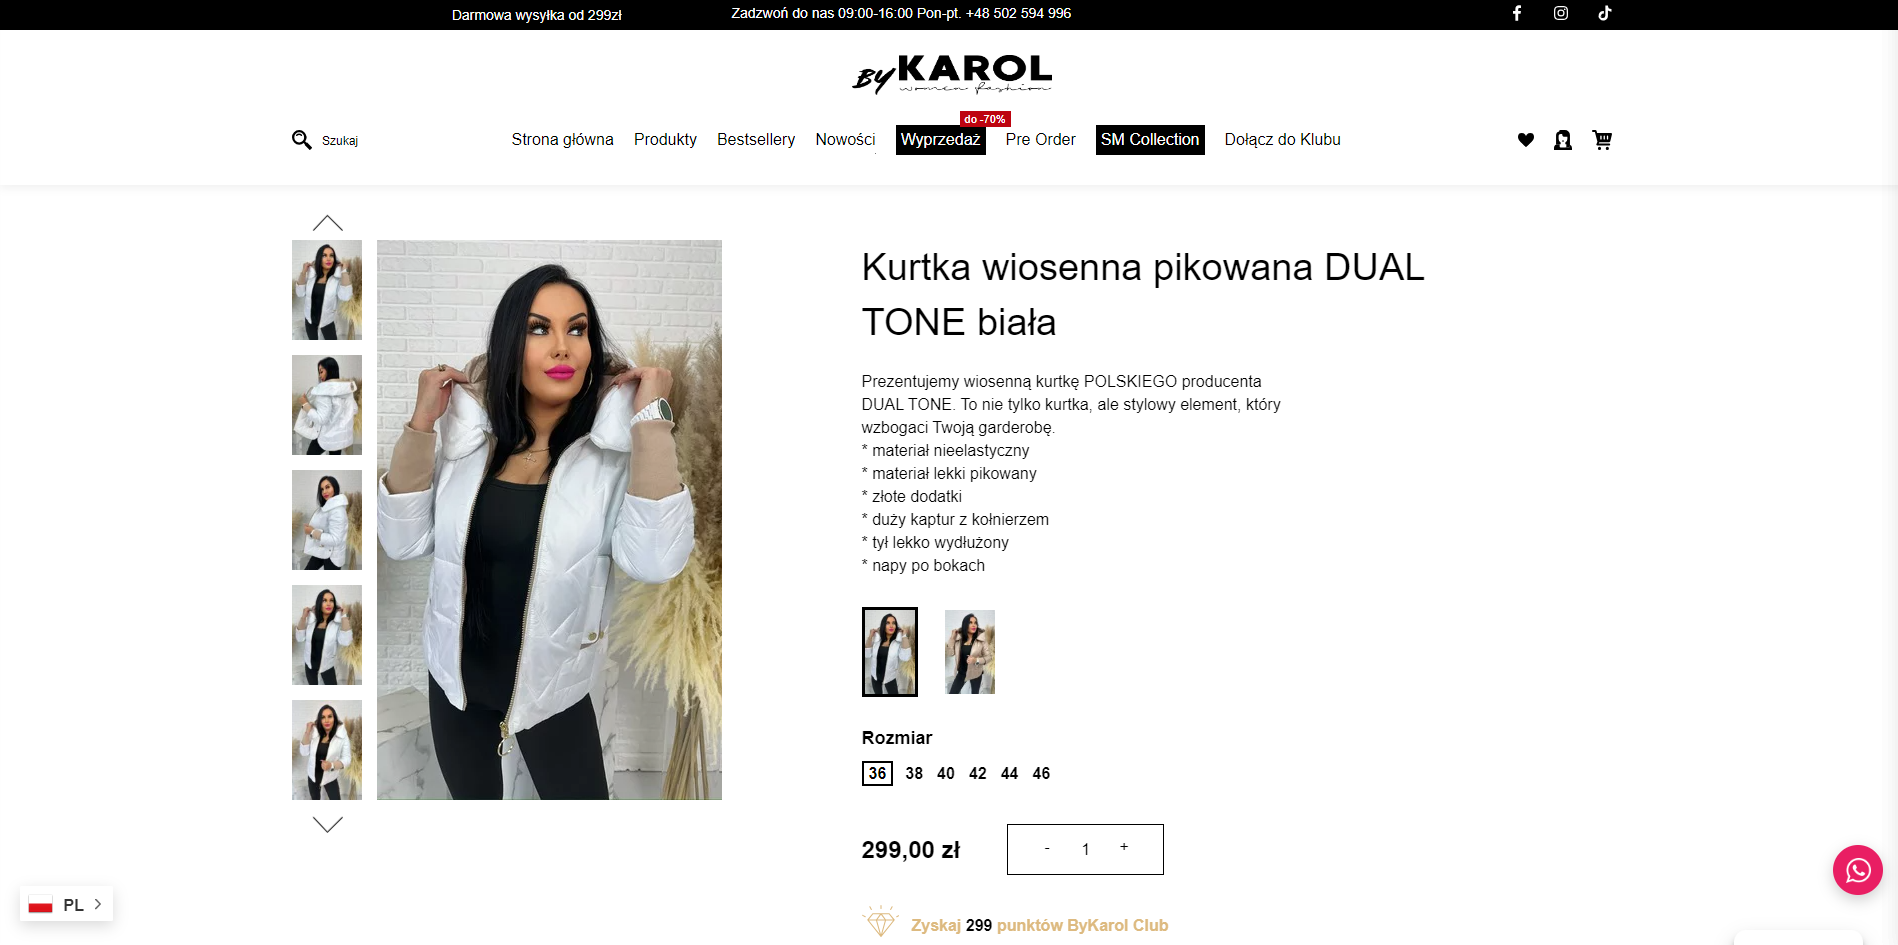 Darmowa wysyłka od 299zł
Zadzwoń do nas 09:00-16:00 Pon-pt. +48 502 594 996
BY KAROL
women fashion
Szukaj
Strona główna
Produkty
Bestsellery
Nowości
do -70%
Wyprzedaż
Pre Order
SM Collection
Dołącz do Klubu
Kurtka wiosenna pikowana DUAL
TONE biała
Prezentujemy wiosenną kurtkę POLSKIEGO producenta
DUAL TONE. To nie tylko kurtka, ale stylowy element, który
wzbogaci Twoją garderobę.
* materiał nieelastyczny
* materiał lekki pikowany
* złote dodatki
* duży kaptur z kołnierzem
* tył lekko wydłużony
* napy po bokach
Rozmiar
36 38 40 42 44 46
299,00 zł
- 1 +
Zyskaj 299 punktów ByKarol Club
PL